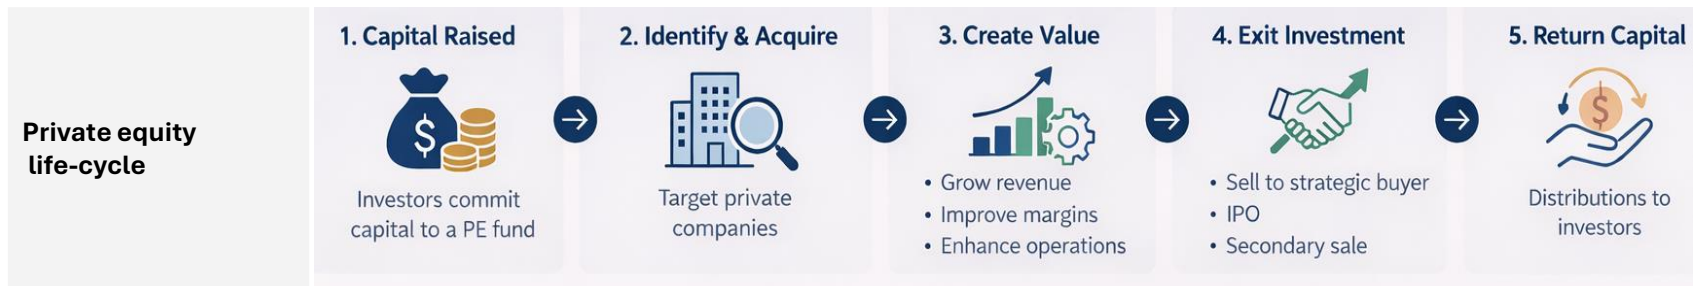 Private equity
life-cycle
1. Capital Raised
$
Investors commit
capital to a PE fund
2. Identify & Acquire
Target private
companies
3. Create Value
• Grow revenue
• Improve margins
• Enhance operations
4. Exit Investment
• Sell to strategic buyer
• IPO
• Secondary sale
5. Return Capital
$
Distributions to
investors